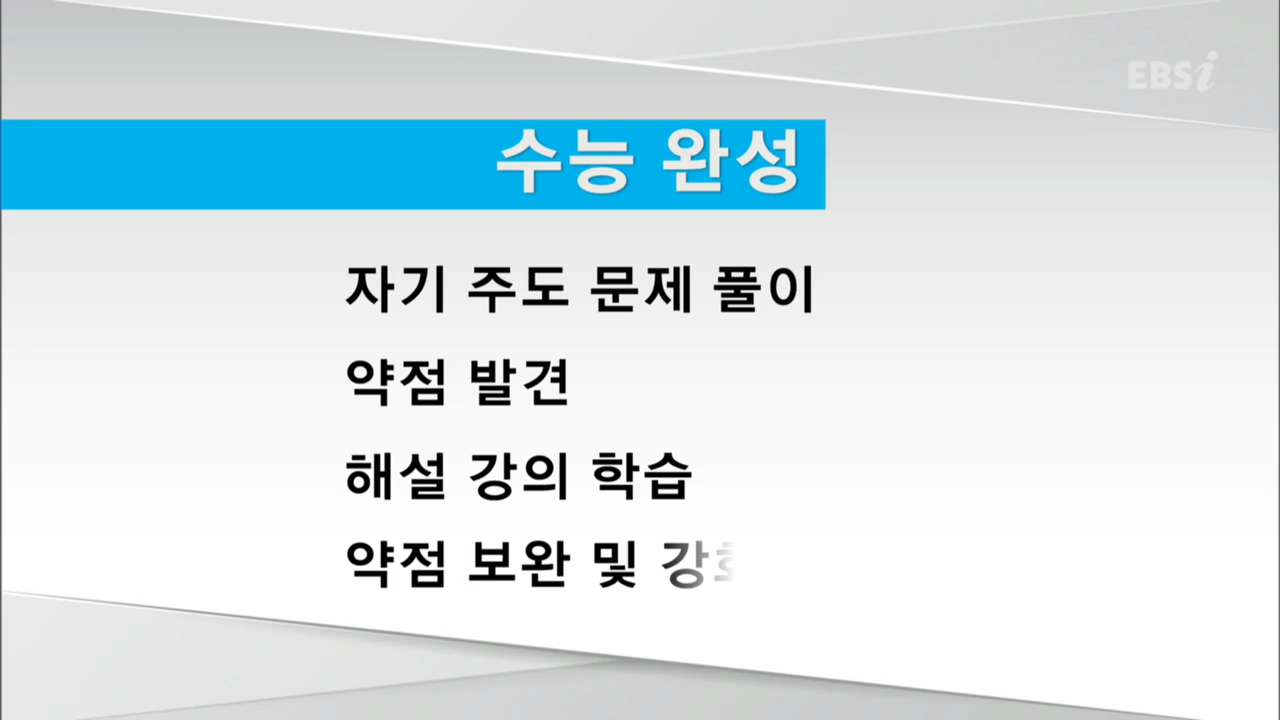 EBSi
수능 완성
자기 주도 문제 풀이
약점 발견
해설 강의 학습
약점 보완 및